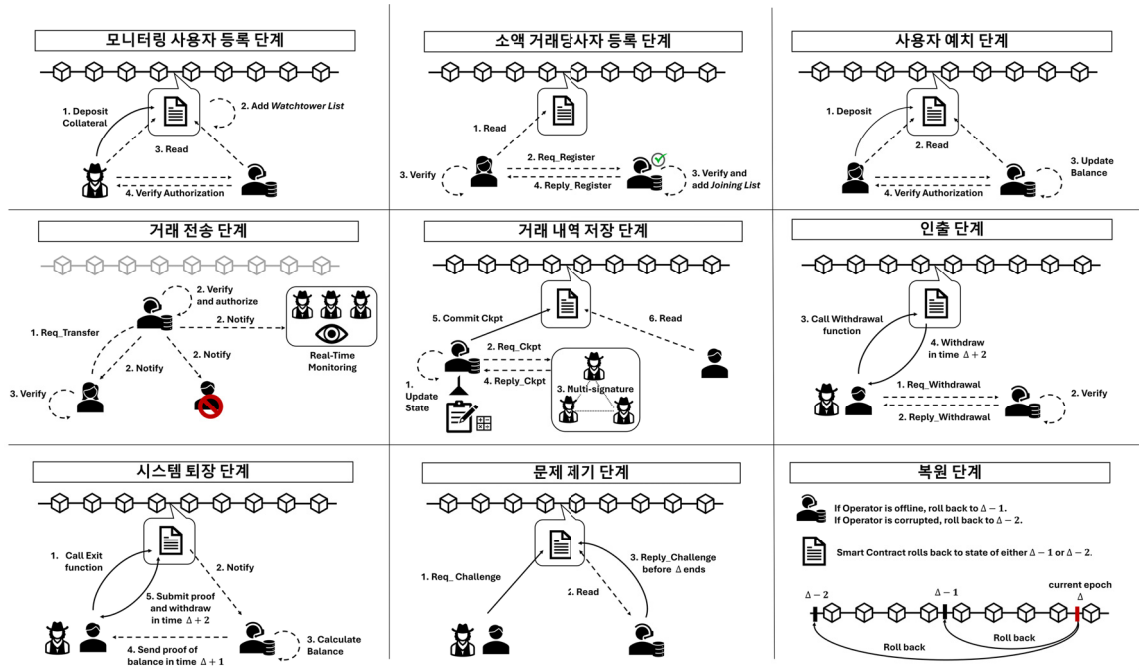 모니터링 사용자 등록 단계
1. Deposit
Collateral
2. Add Watchtower List
3. Read
4. Verify Authorization
소액 거래당사자 등록 단계
1. Read
2. Req_Register
3. Verify
4. Reply_Register
3. Verify and
add Joining List
사용자 예치 단계
1. Deposit
2. Read
3. Update
Balance
4. Verify Authorization
거래 전송 단계
2. Verify
and authorize
2. Notify
1. Req_Transfer
2. Notify
2. Notify
Real-Time
Monitoring
3. Verify
거래 내역 저장 단계
5. Commit Ckpt
6. Read
2. Req_Ckpt
4. Reply_Ckpt
1.
Update
State
3. Multi-signature
인출 단계
3. Call Withdrawal
function
4. Withdraw
in time Δ + 2
1. Req_Withdrawal
2. Reply_Withdrawal
2. Verify
시스템 퇴장 단계
1. Call Exit
function
2. Notify
5. Submit proof
and withdraw
in time Δ + 2
3. Calculate
Balance
4. Send proof of
balance in time Δ + 1
문제 제기 단계
1. Req_ Challenge
3. Reply_Challenge
before Δ ends
2. Read
복원 단계
If Operator is offline, roll back to Δ − 1.
If Operator is corrupted, roll back to Δ − 2.
Smart Contract rolls back to state of either Δ − 1 or Δ − 2.
current epoch
Δ − 2
Δ − 1
Δ
Roll back
Roll back